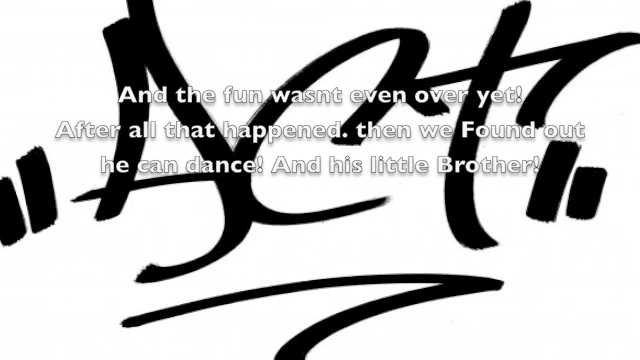 "Act"
And the fun wasnt even over yet!
After all that happened. then we Found out
he can dance! And his little Brother!